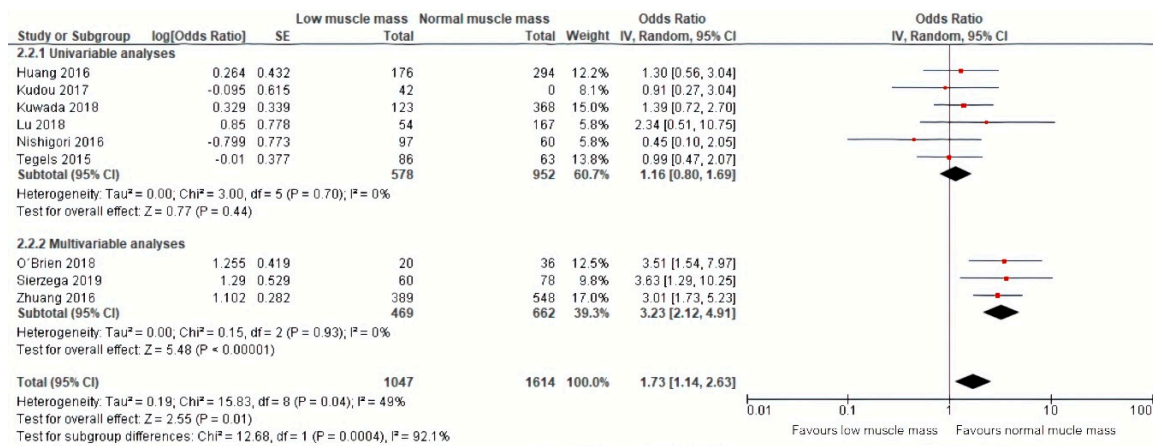 Low muscle mass Normal muscle mass Odds Ratio Odds Ratio
Study or Subgroup log[Odds Ratio] SE Total Total Weight IV, Random, 95% CI IV, Random, 95% CI
2.2.1 Univariable analyses
Huang 2016 0.264 0.432 176 294 12.2% 1.30 [0.56, 3.04]
Kudou 2017 -0.095 0.615 42 0 8.1% 0.91 [0.27, 3.04]
Kuwada 2018 0.329 0.339 123 368 15.0% 1.39 [0.72, 2.70]
Lu 2018 0.85 0.778 54 167 5.8% 2.34 [0.51, 10.75]
Nishigori 2016 -0.799 0.773 97 60 5.8% 0.45 [0.10, 2.05]
Tegels 2015 -0.01 0.377 86 63 13.8% 0.99 [0.47, 2.07]
Subtotal (95% CI) 578 952 60.7% 1.16 [0.80, 1.69]
Heterogeneity: Tau² = 0.00; Chi² = 3.00, df = 5 (P = 0.70); I² = 0%
Test for overall effect: Z = 0.77 (P = 0.44)
2.2.2 Multivariable analyses
O´Brien 2018 1.255 0.419 20 36 12.5% 3.51 [1.54, 7.97]
Sierzega 2019 1.29 0.529 60 78 9.8% 3.63 [1.29, 10.25]
Zhuang 2016 1.102 0.282 389 548 17.0% 3.01 [1.73, 5.23]
Subtotal (95% CI) 469 662 39.3% 3.23 [2.12, 4.91]
Heterogeneity: Tau² = 0.00; Chi² = 0.15, df = 2 (P = 0.93); I² = 0%
Test for overall effect: Z = 5.48 (P < 0.00001)
Total (95% CI) 1047 1614 100.0% 1.73 [1.14, 2.63]
Heterogeneity: Tau² = 0.19; Chi² = 15.83, df = 8 (P = 0.04); I² = 49%
Test for overall effect: Z = 2.55 (P = 0.01)
Test for subgroup differences: Chi² = 12.68, df = 1 (P = 0.0004), I² = 92.1%
0.01 0.1 1 10 100
Favours low muscle mass Favours normal mucle mass